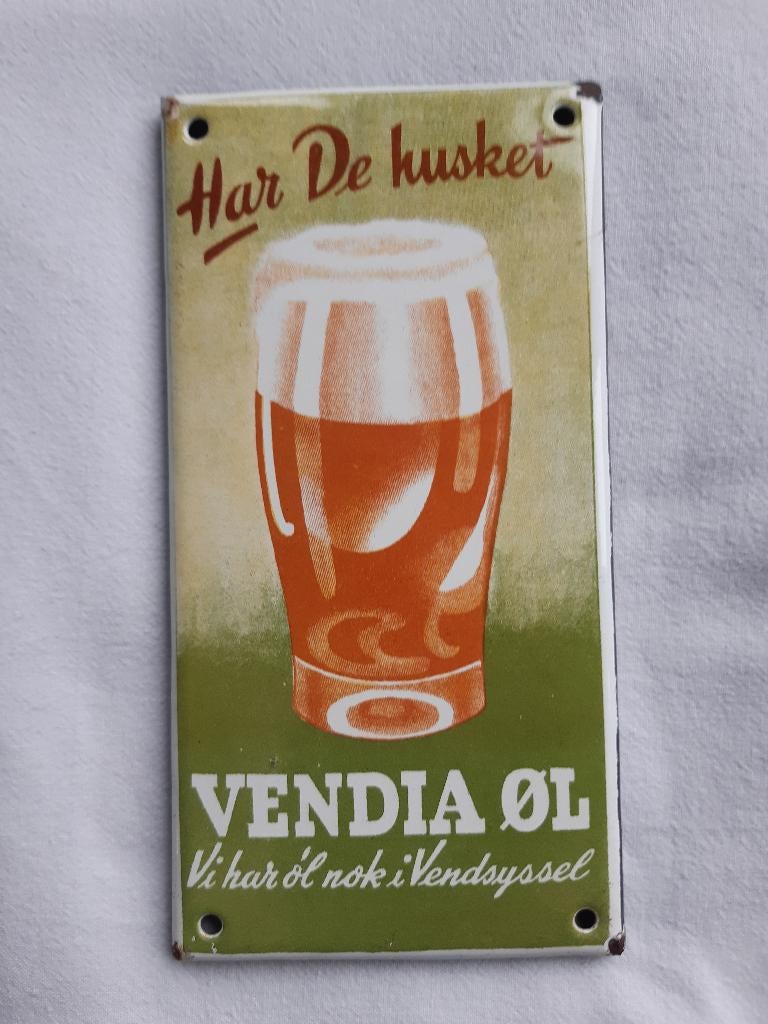 Har De husket
VENDIA ØL
Vi har øl nok i Vendsyssel